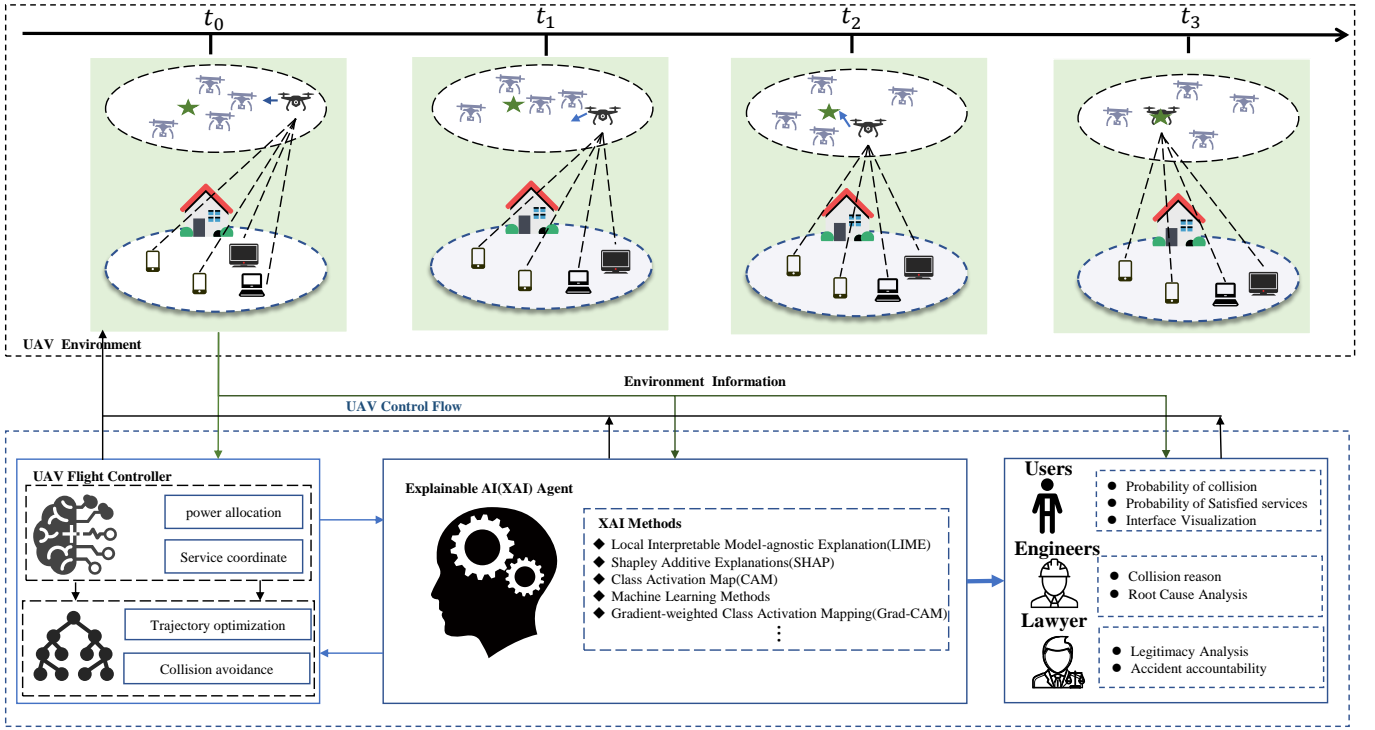 t₀
t₁
t₂
t₃
UAV Environment
Environment Information
UAV Control Flow
UAV Flight Controller
power allocation
Service coordinate
Trajectory optimization
Collision avoidance
Explainable AI(XAI) Agent
XAI Methods
◆ Local Interpretable Model-agnostic Explanation(LIME)
◆ Shapley Additive Explanations(SHAP)
◆ Class Activation Map(CAM)
◆ Machine Learning Methods
◆ Gradient-weighted Class Activation Mapping(Grad-CAM)
⋮
Users
● Probability of collision
● Probability of Satisfied services
● Interface Visualization
Engineers
● Collision reason
● Root Cause Analysis
Lawyer
● Legitimacy Analysis
● Accident accountability